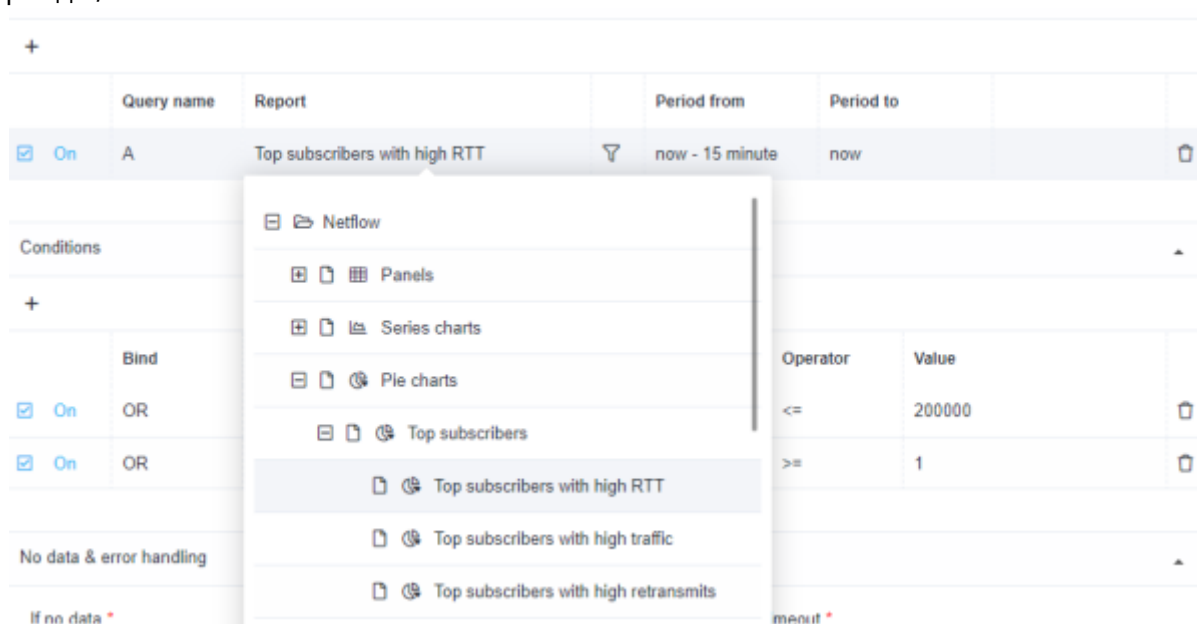 +
Query name Report Period from Period to
On A Top subscribers with high RTT now - 15 minute now
Netflow
Conditions
Panels
+
Series charts
Bind Operator Value
Pie charts
On OR <= 200000
Top subscribers
On OR >= 1
Top subscribers with high RTT
Top subscribers with high traffic
No data & error handling
Top subscribers with high retransmits
If no data * meout *